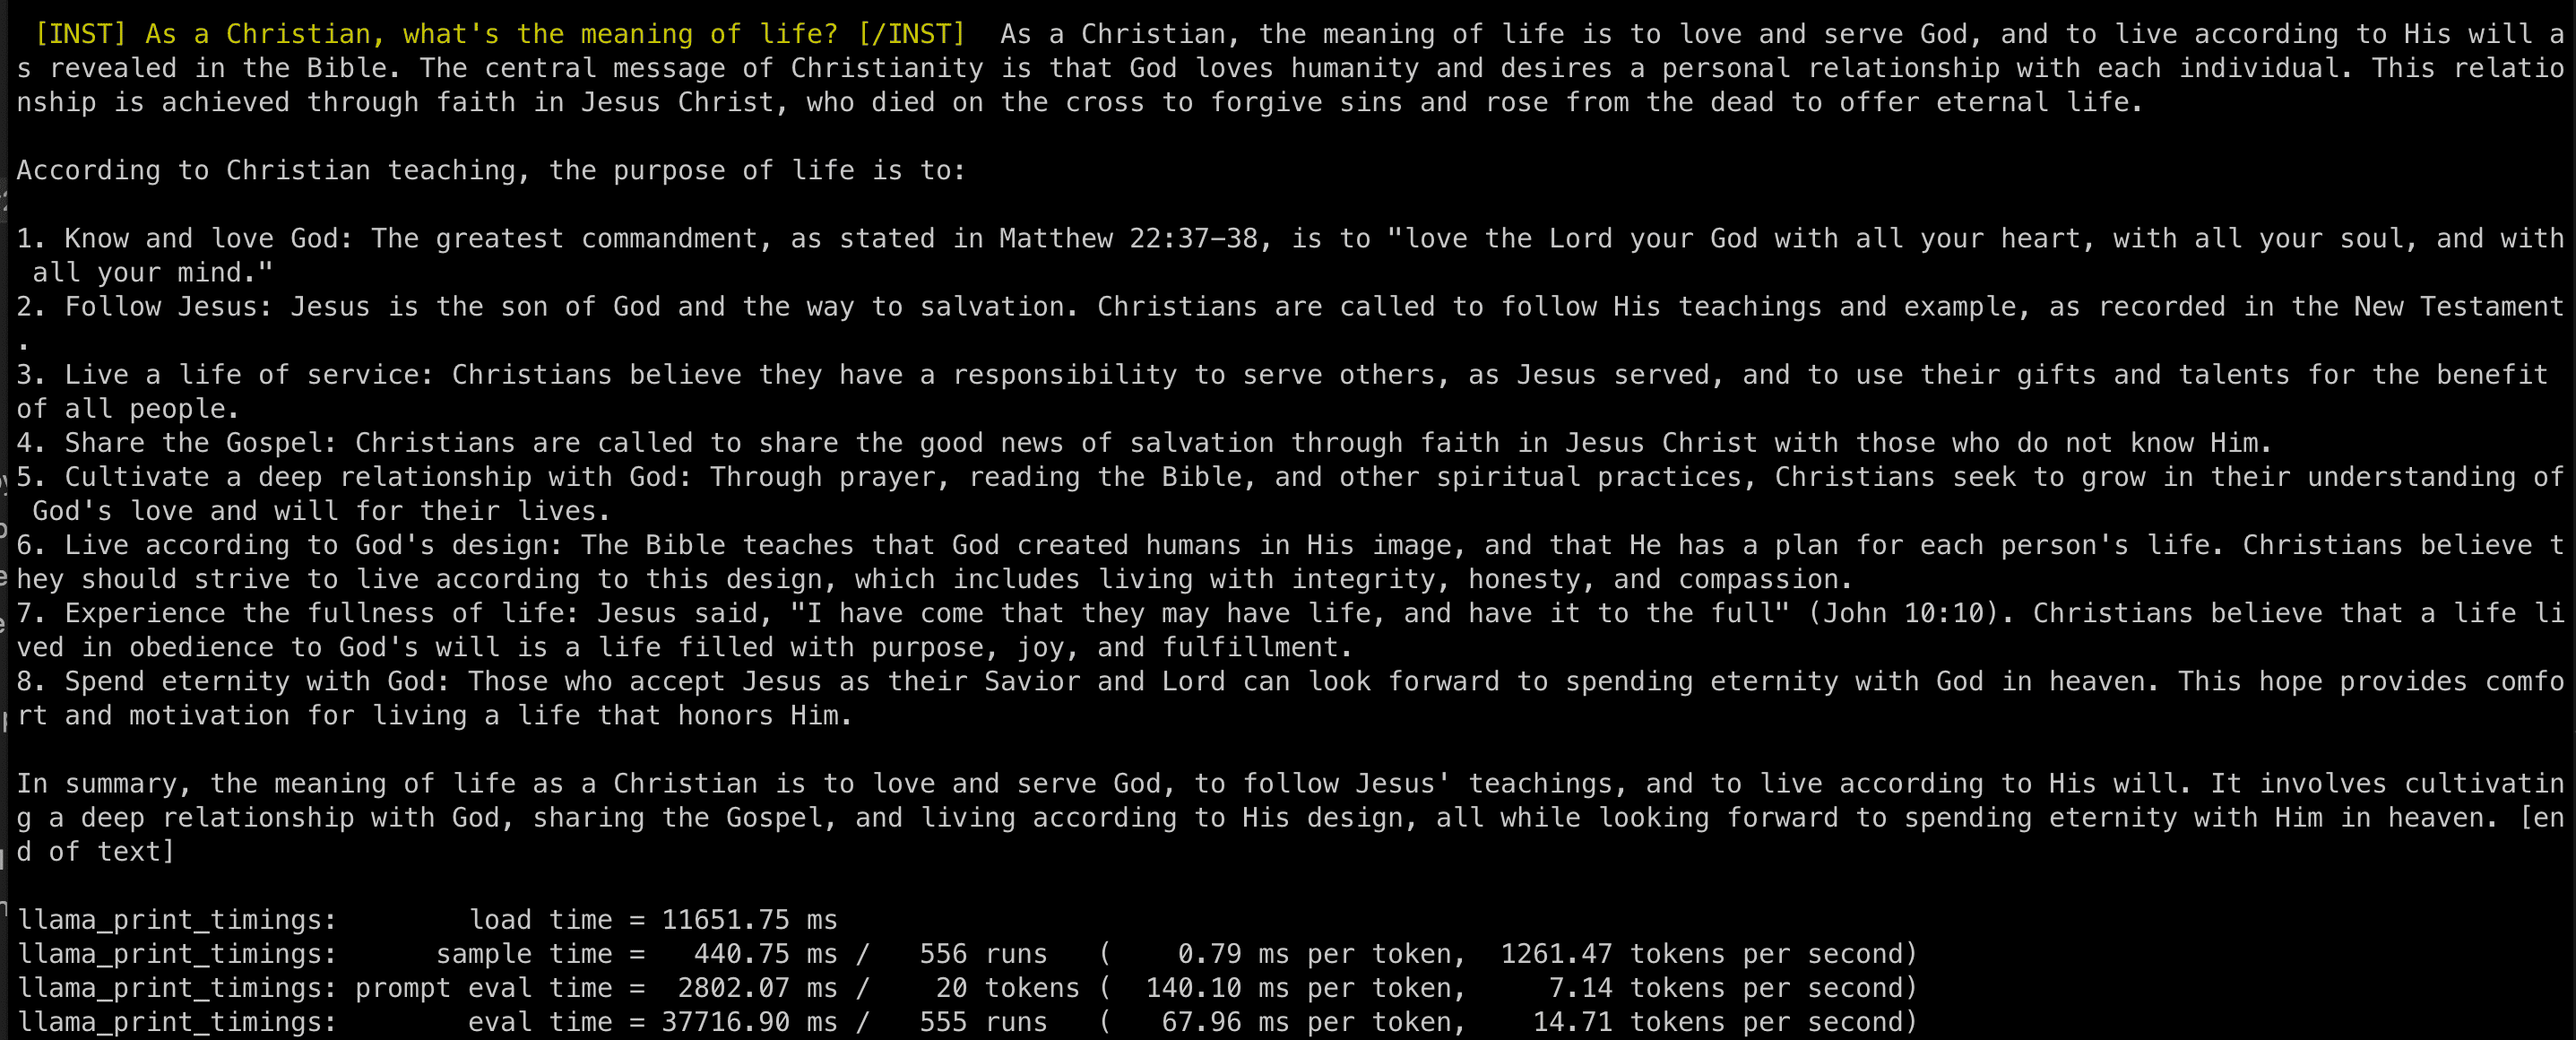 [INST] As a Christian, what's the meaning of life? [/INST]  As a Christian, the meaning of life is to love and serve God, and to live according to His will a
s revealed in the Bible. The central message of Christianity is that God loves humanity and desires a personal relationship with each individual. This relatio
nship is achieved through faith in Jesus Christ, who died on the cross to forgive sins and rose from the dead to offer eternal life.

According to Christian teaching, the purpose of life is to:

1. Know and love God: The greatest commandment, as stated in Matthew 22:37-38, is to "love the Lord your God with all your heart, with all your soul, and with
 all your mind."
2. Follow Jesus: Jesus is the son of God and the way to salvation. Christians are called to follow His teachings and example, as recorded in the New Testament
.
3. Live a life of service: Christians believe they have a responsibility to serve others, as Jesus served, and to use their gifts and talents for the benefit
of all people.
4. Share the Gospel: Christians are called to share the good news of salvation through faith in Jesus Christ with those who do not know Him.
5. Cultivate a deep relationship with God: Through prayer, reading the Bible, and other spiritual practices, Christians seek to grow in their understanding of
 God's love and will for their lives.
6. Live according to God's design: The Bible teaches that God created humans in His image, and that He has a plan for each person's life. Christians believe t
hey should strive to live according to this design, which includes living with integrity, honesty, and compassion.
7. Experience the fullness of life: Jesus said, "I have come that they may have life, and have it to the full" (John 10:10). Christians believe that a life li
ved in obedience to God's will is a life filled with purpose, joy, and fulfillment.
8. Spend eternity with God: Those who accept Jesus as their Savior and Lord can look forward to spending eternity with God in heaven. This hope provides comfo
rt and motivation for living a life that honors Him.

In summary, the meaning of life as a Christian is to love and serve God, to follow Jesus' teachings, and to live according to His will. It involves cultivatin
g a deep relationship with God, sharing the Gospel, and living according to His design, all while looking forward to spending eternity with Him in heaven. [en
d of text]

llama_print_timings:        load time = 11651.75 ms
llama_print_timings:      sample time =   440.75 ms /   556 runs   (    0.79 ms per token,  1261.47 tokens per second)
llama_print_timings: prompt eval time =  2802.07 ms /    20 tokens (  140.10 ms per token,     7.14 tokens per second)
llama_print_timings:        eval time = 37716.90 ms /   555 runs   (   67.96 ms per token,    14.71 tokens per second)